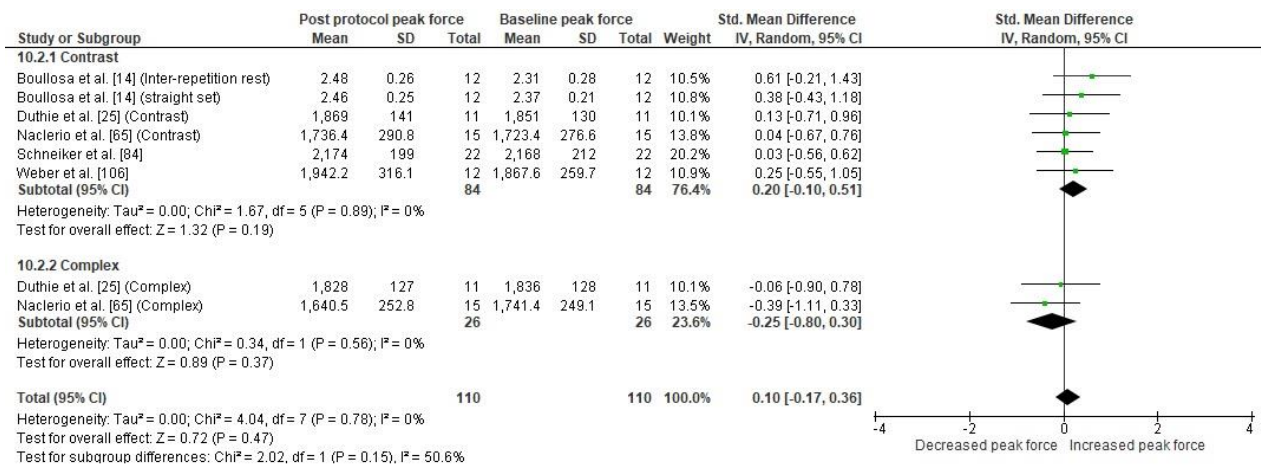 Post protocol peak force Baseline peak force Std. Mean Difference Std. Mean Difference
Study or Subgroup Mean SD Total Mean SD Total Weight IV, Random, 95% CI IV, Random, 95% CI
10.2.1 Contrast
Boullosa et al. [14] (Inter-repetition rest) 2.48 0.26 12 2.31 0.28 12 10.5% 0.61 [-0.21, 1.43]
Boullosa et al. [14] (straight set) 2.46 0.25 12 2.37 0.21 12 10.8% 0.38 [-0.43, 1.18]
Duthie et al. [25] (Contrast) 1,869 141 11 1,851 130 11 10.1% 0.13 [-0.71, 0.96]
Naclerio et al. [65] (Contrast) 1,736.4 290.8 15 1,723.4 276.6 15 13.8% 0.04 [-0.67, 0.76]
Schneiker et al. [84] 2,174 199 22 2,168 212 22 20.2% 0.03 [-0.56, 0.62]
Weber et al. [106] 1,942.2 316.1 12 1,867.6 259.7 12 10.9% 0.25 [-0.55, 1.05]
Subtotal (95% CI) 84 84 76.4% 0.20 [-0.10, 0.51]
Heterogeneity: Tau² = 0.00; Chi² = 1.67, df = 5 (P = 0.89); I² = 0%
Test for overall effect: Z = 1.32 (P = 0.19)
10.2.2 Complex
Duthie et al. [25] (Complex) 1,828 127 11 1,836 128 11 10.1% -0.06 [-0.90, 0.78]
Naclerio et al. [65] (Complex) 1,640.5 252.8 15 1,741.4 249.1 15 13.5% -0.39 [-1.11, 0.33]
Subtotal (95% CI) 26 26 23.6% -0.25 [-0.80, 0.30]
Heterogeneity: Tau² = 0.00; Chi² = 0.34, df = 1 (P = 0.56); I² = 0%
Test for overall effect: Z = 0.89 (P = 0.37)
Total (95% CI) 110 110 100.0% 0.10 [-0.17, 0.36]
Heterogeneity: Tau² = 0.00; Chi² = 4.04, df = 7 (P = 0.78); I² = 0%
Test for overall effect: Z = 0.72 (P = 0.47)
Test for subgroup differences: Chi² = 2.02, df = 1 (P = 0.15), I² = 50.6%
-4 -2 0 2 4
Decreased peak force Increased peak force